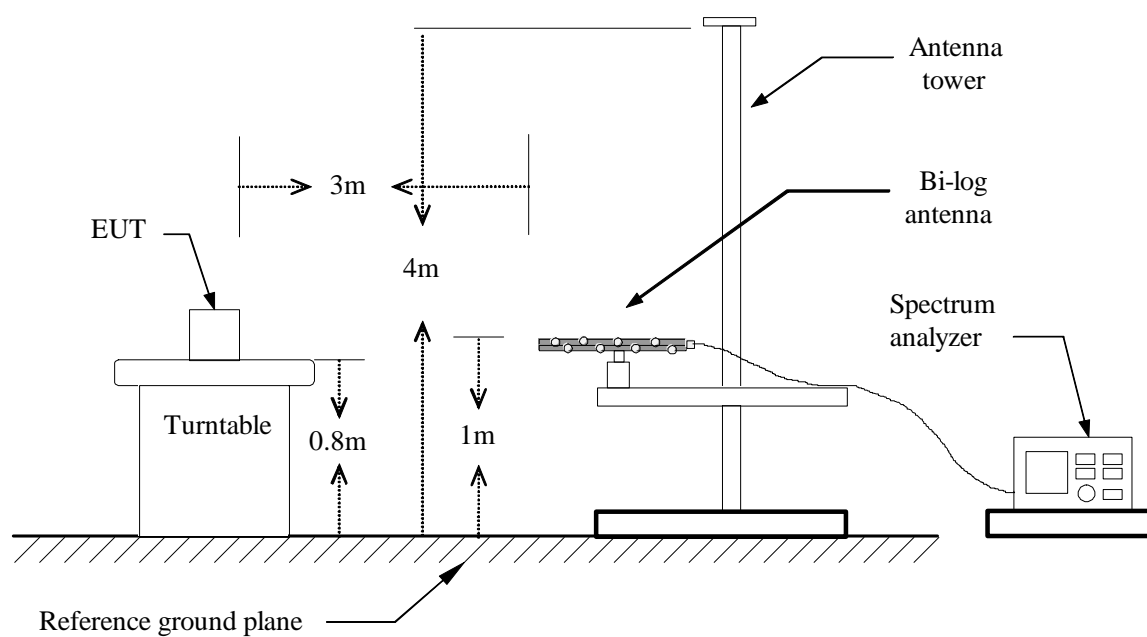 Antenna
tower
3m
Bi-log
antenna
EUT
4m
Spectrum
analyzer
Turntable
0.8m
1m
Reference ground plane